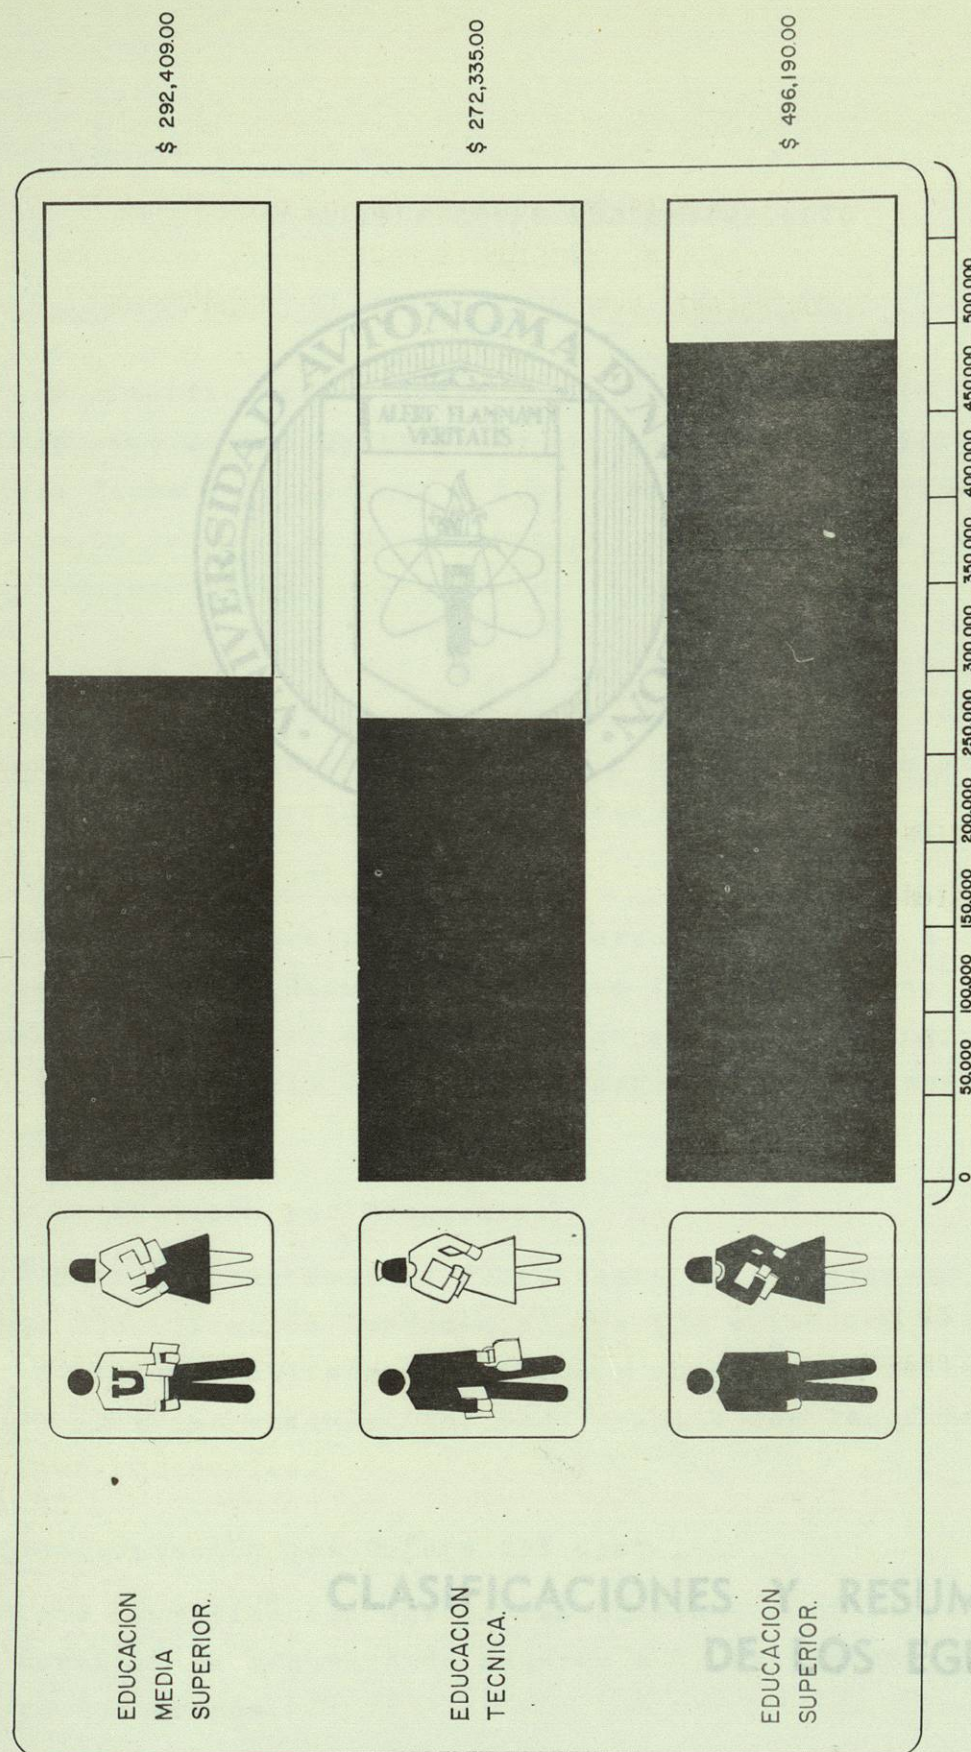 EDUCACION
MEDIA
SUPERIOR.
U
$ 292,409.00
EDUCACION
TECNICA.
$ 272,335.00
EDUCACION
SUPERIOR.
$ 496,190.00
0 50,000 100,000 150,000 200,000 250,000 300,000 350,000 400,000 450,000 500,000
AVTONOMA
ALERE FLAMMAM
VERITATIS
CLASIFICACIONES Y
DE LOS